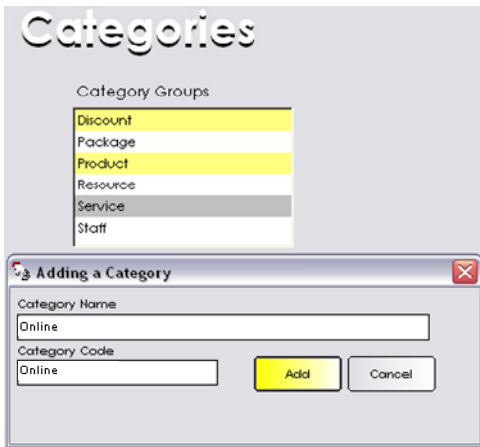 Categories
Category Groups
Discount
Package
Product
Resource
Service
Staff
Adding a Category
Category Name
Online
Category Code
Online
Add Cancel